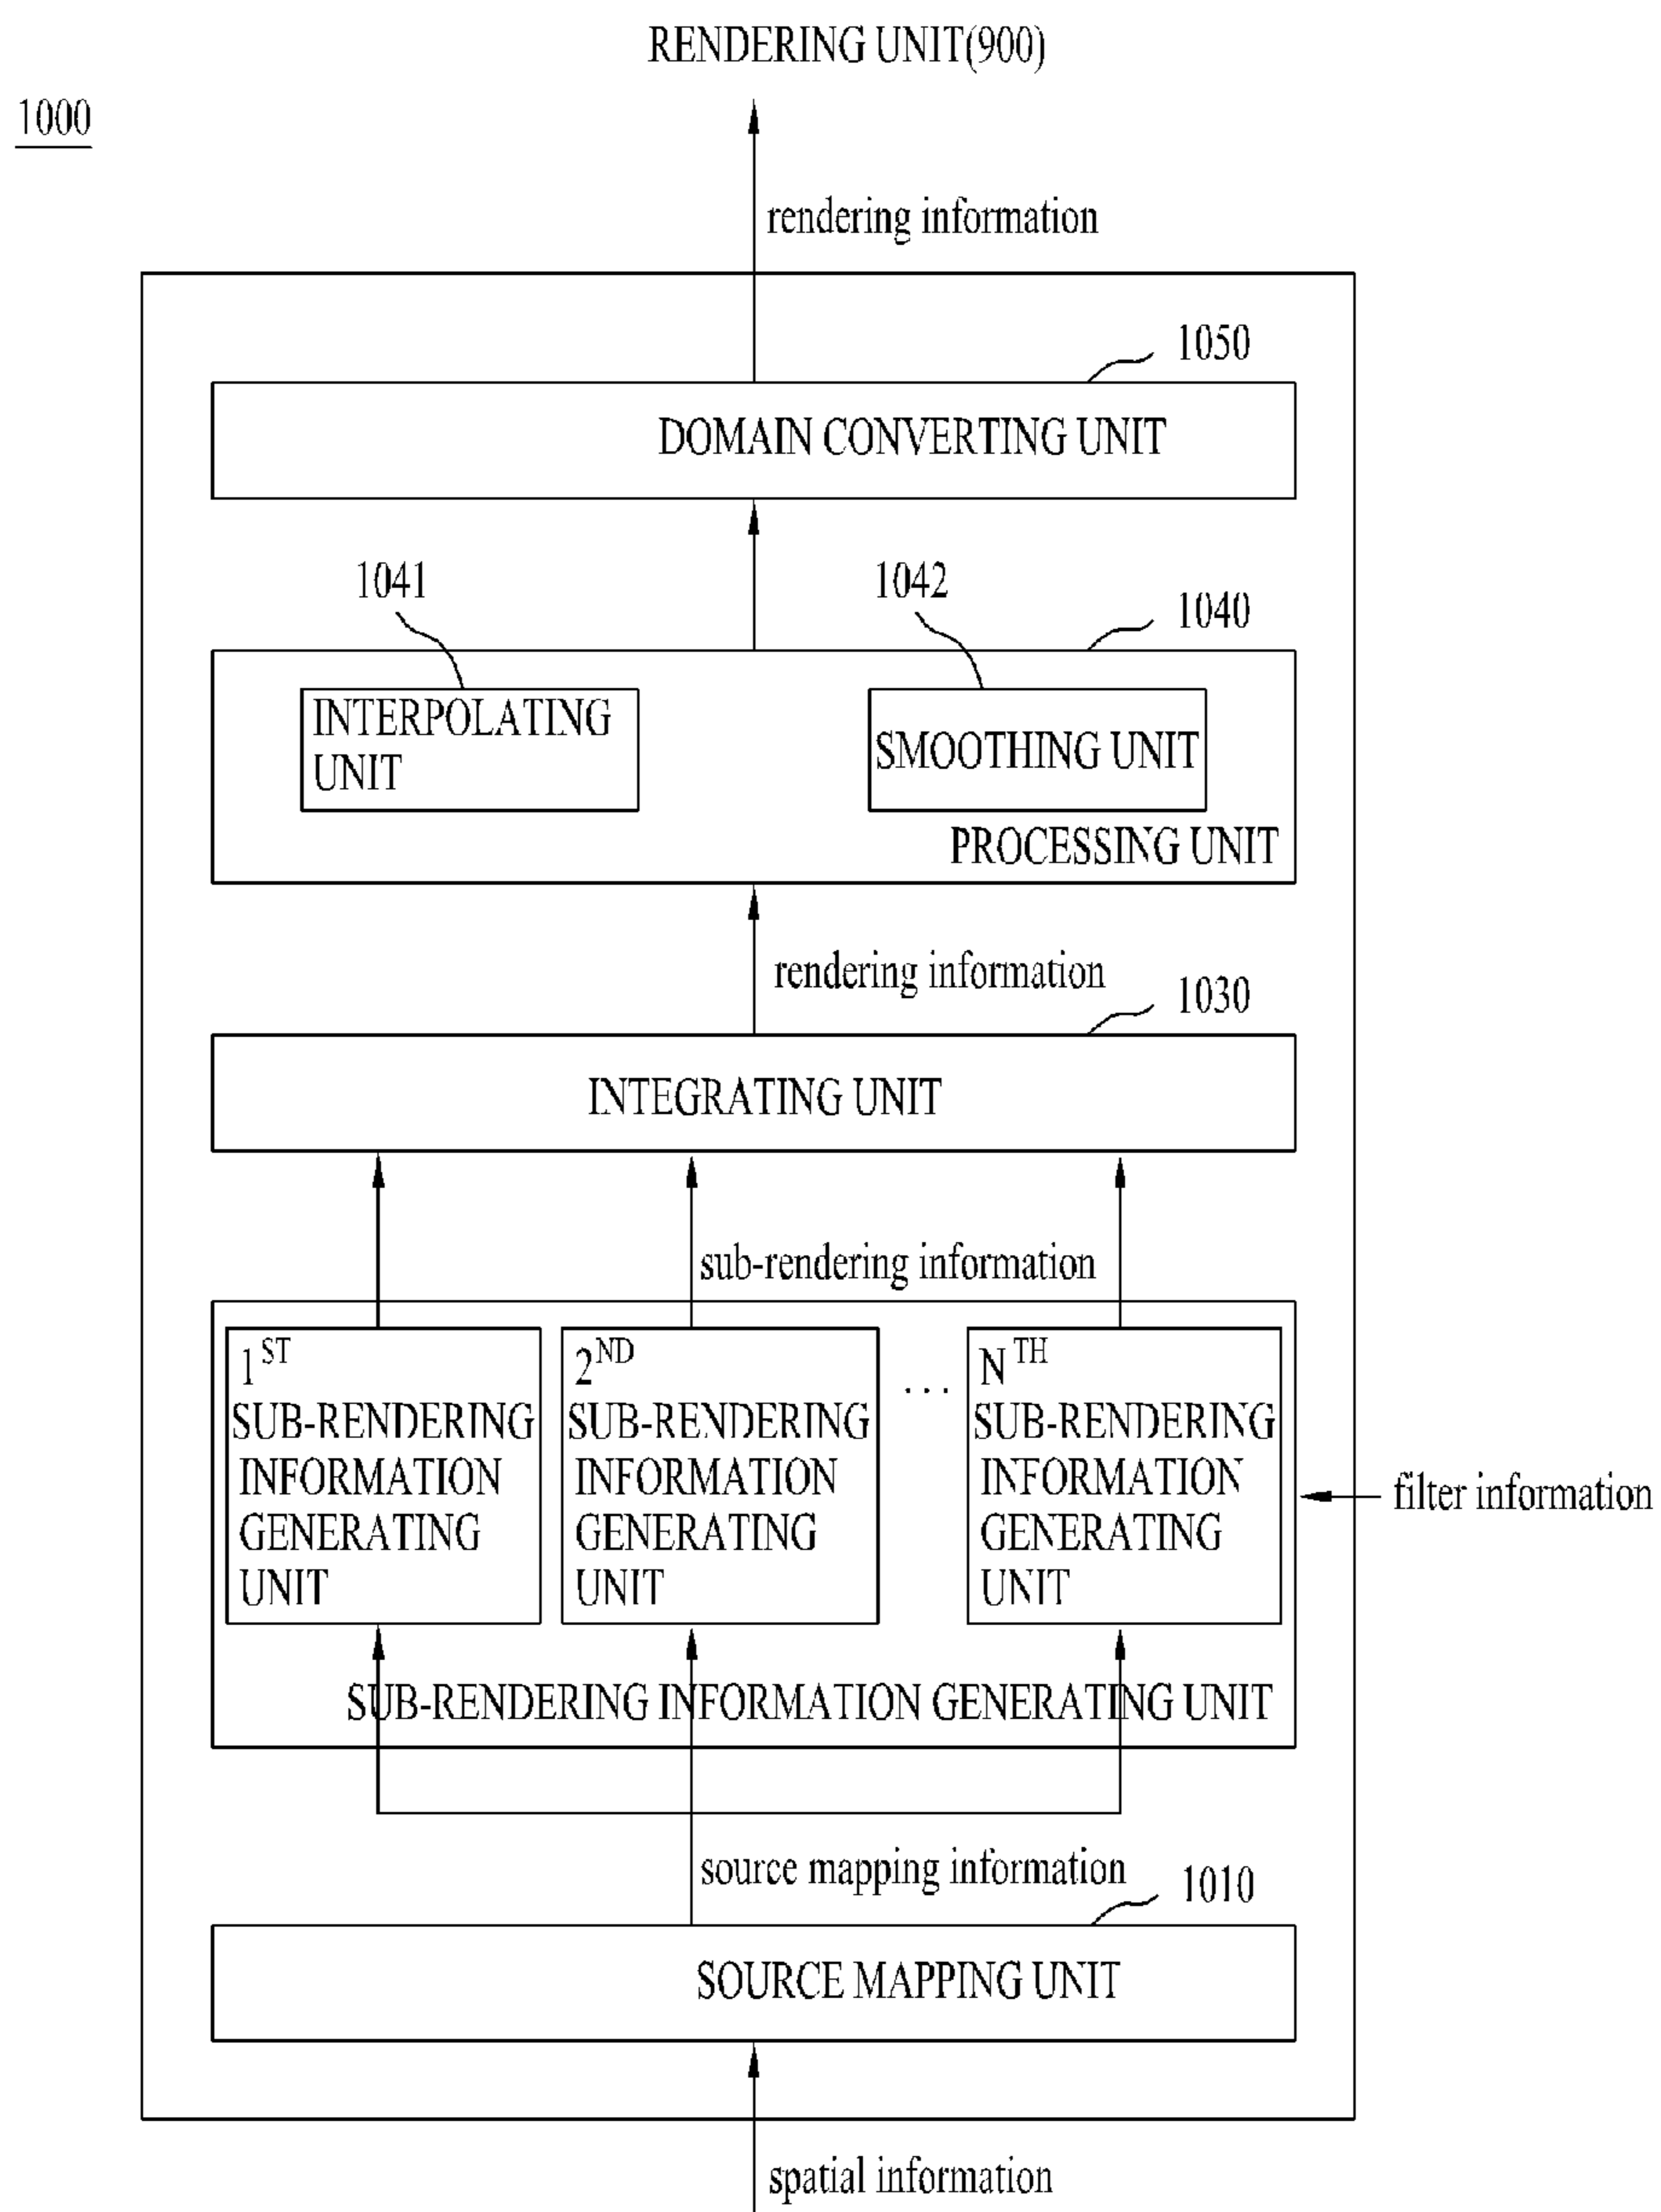 RENDERING UNIT(900)
1000
rendering information
1050
DOMAIN CONVERTING UNIT
1041
1042
1040
INTERPOLATING
UNIT
SMOOTHING UNIT
PROCESSING UNIT
rendering information
1030
INTEGRATING UNIT
sub-rendering information
1ST
SUB-RENDERING
INFORMATION
GENERATING
UNIT
2ND
SUB-RENDERING
INFORMATION
GENERATING
UNIT
...
NTH
SUB-RENDERING
INFORMATION
GENERATING
UNIT
filter information
SUB-RENDERING INFORMATION GENERATING UNIT
source mapping information
1010
SOURCE MAPPING UNIT
spatial information